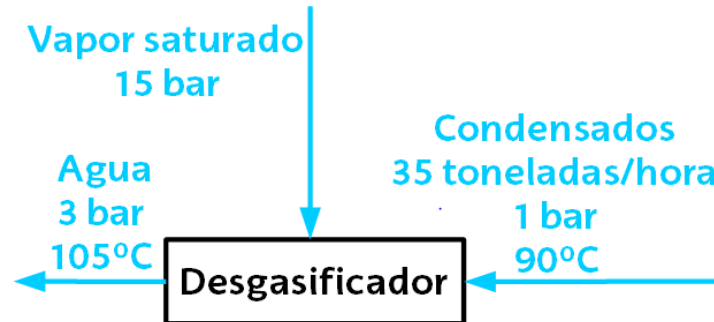 Vapor saturado
15 bar
Condensados
35 toneladas/hora
1 bar
90ºC
Agua
3 bar
105ºC
Desgasificador